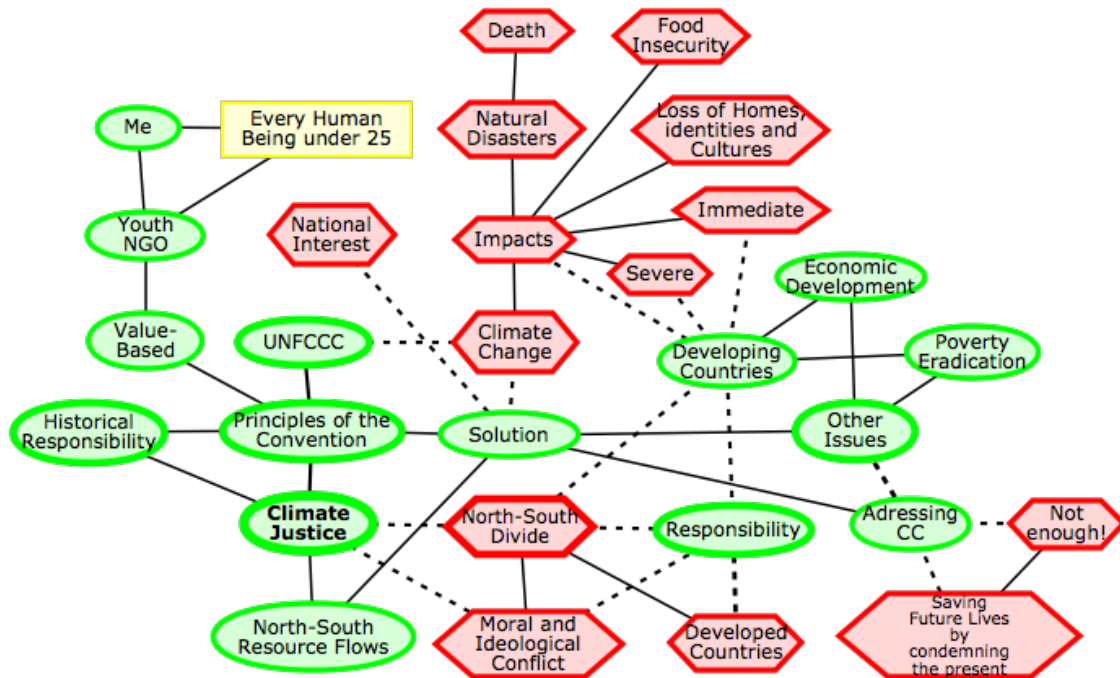 Death
Food
Insecurity
Me
Every Human
Being under 25
Natural
Disasters
Loss of Homes,
identities and
Cultures
Youth
NGO
National
Interest
Impacts
Immediate
Severe
Economic
Development
Value-
Based
UNFCCC
Climate
Change
Developing
Countries
Poverty
Eradication
Historical
Responsibility
Principles of the
Convention
Solution
Other
Issues
Climate
Justice
North-South
Divide
Responsibility
Adressing
CC
Not
enough!
North-South
Resource Flows
Moral and
Ideological
Conflict
Developed
Countries
Saving
Future Lives
by
condemning
the present